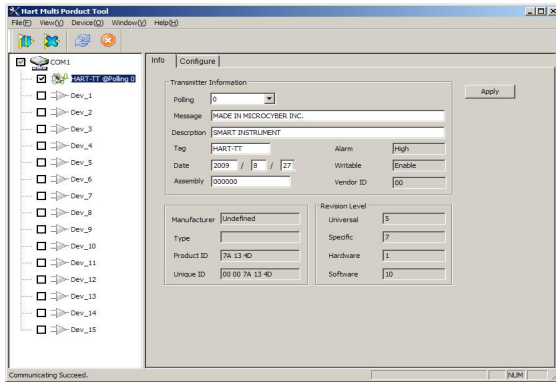 Hart Multi Porduct Tool
File(F) View(V) Device(O) Window(V) Help(H)
COM1
HART-TT @Polling 0
Dev_1
Dev_2
Dev_3
Dev_4
Dev_5
Dev_6
Dev_7
Dev_8
Dev_9
Dev_10
Dev_11
Dev_12
Dev_13
Dev_14
Dev_15
Info Configure
Transmitter Information
Polling 0
Message MADE IN MICROCYBER INC.
Descrption SMART INSTRUMENT
Tag HART-TT Alarm High
Date 2009 / 8 / 27 Writable Enable
Assembly 000000 Vendor ID 00
Apply
Manufacturer Undefined
Type
Product ID 7A 13 4D
Unique ID 00 00 7A 13 4D
Revision Level
Universal 5
Specific 7
Hardware 1
Software 10
Communicating Succeed.
NUM